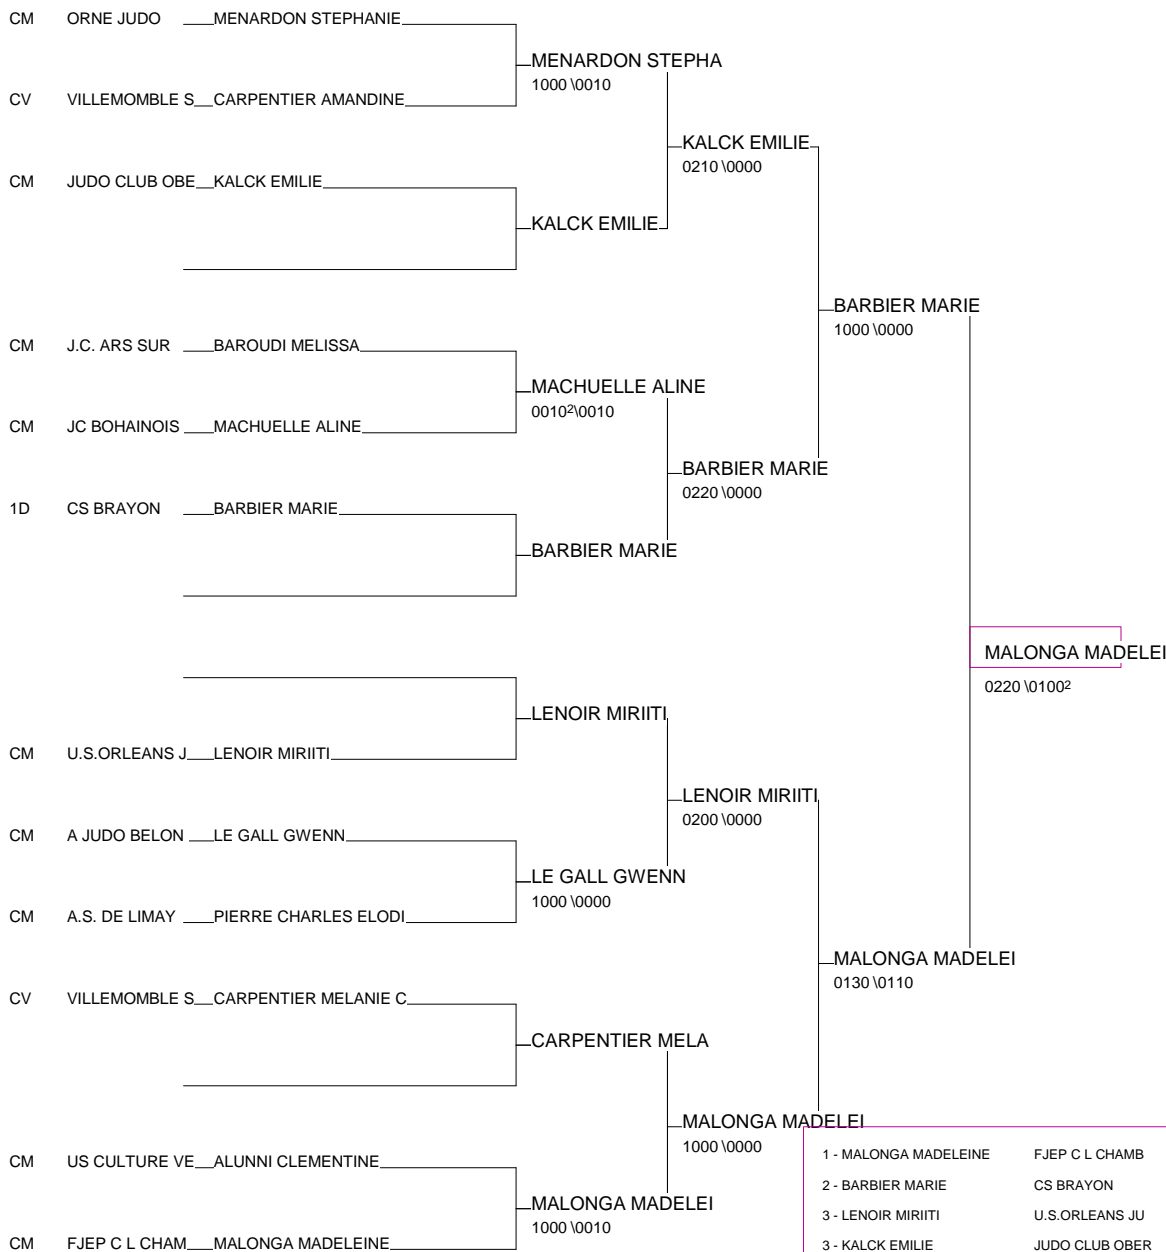 CM ORNE JUDO MENARDON STEPHANIE
MENARDON STEPHA
1000 \0010
CV VILLEMOMBLE S CARPENTIER AMANDINE
KALCK EMILIE
0210 \0000
CM JUDO CLUB OBE KALCK EMILIE
KALCK EMILIE
BARBIER MARIE
1000 \0000
CM J.C. ARS SUR BAROUDI MELISSA
MACHUELLE ALINE
0010²\0010
CM JC BOHAINOIS MACHUELLE ALINE
BARBIER MARIE
0220 \0000
1D CS BRAYON BARBIER MARIE
BARBIER MARIE
MALONGA MADELEI
0220 \0100²
LENOIR MIRIITI
CM U.S.ORLEANS J LENOIR MIRIITI
LENOIR MIRIITI
0200 \0000
CM A JUDO BELON LE GALL GWENN
LE GALL GWENN
1000 \0000
CM A.S. DE LIMAY PIERRE CHARLES ELODI
MALONGA MADELEI
0130 \0110
CV VILLEMOMBLE S CARPENTIER MELANIE C
CARPENTIER MELA
MALONGA MADELEI
1000 \0000
CM US CULTURE VE ALUNNI CLEMENTINE
MALONGA MADELEI
1000 \0010
CM FJEP C L CHAM MALONGA MADELEINE
1 - MALONGA MADELEINE FJEP C L CHAMB
2 - BARBIER MARIE CS BRAYON
3 - LENOIR MIRIITI U.S.ORLEANS JU
3 - KALCK EMILIE JUDO CLUB OBER